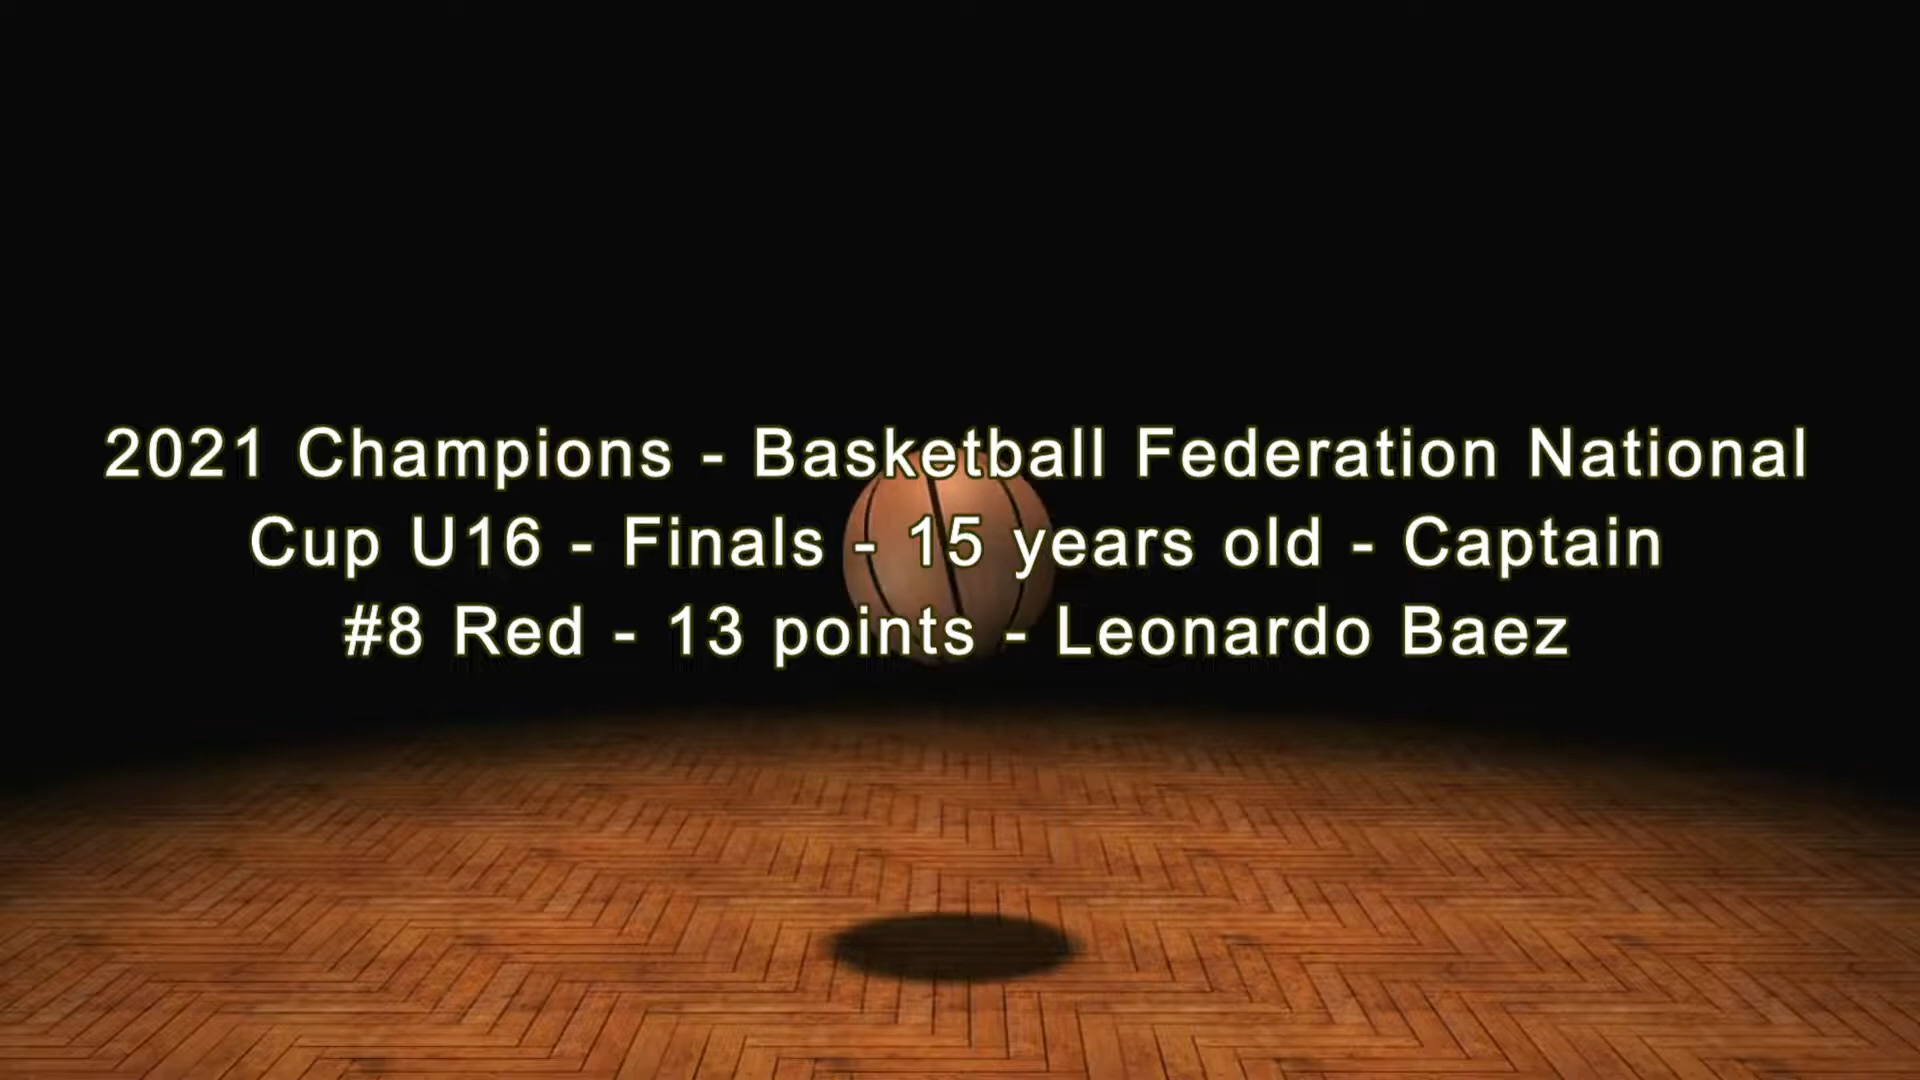 2021 Champions - Basketball Federation National
Cup U16 - Finals - 15 years old - Captain
#8 Red - 13 points - Leonardo Baez